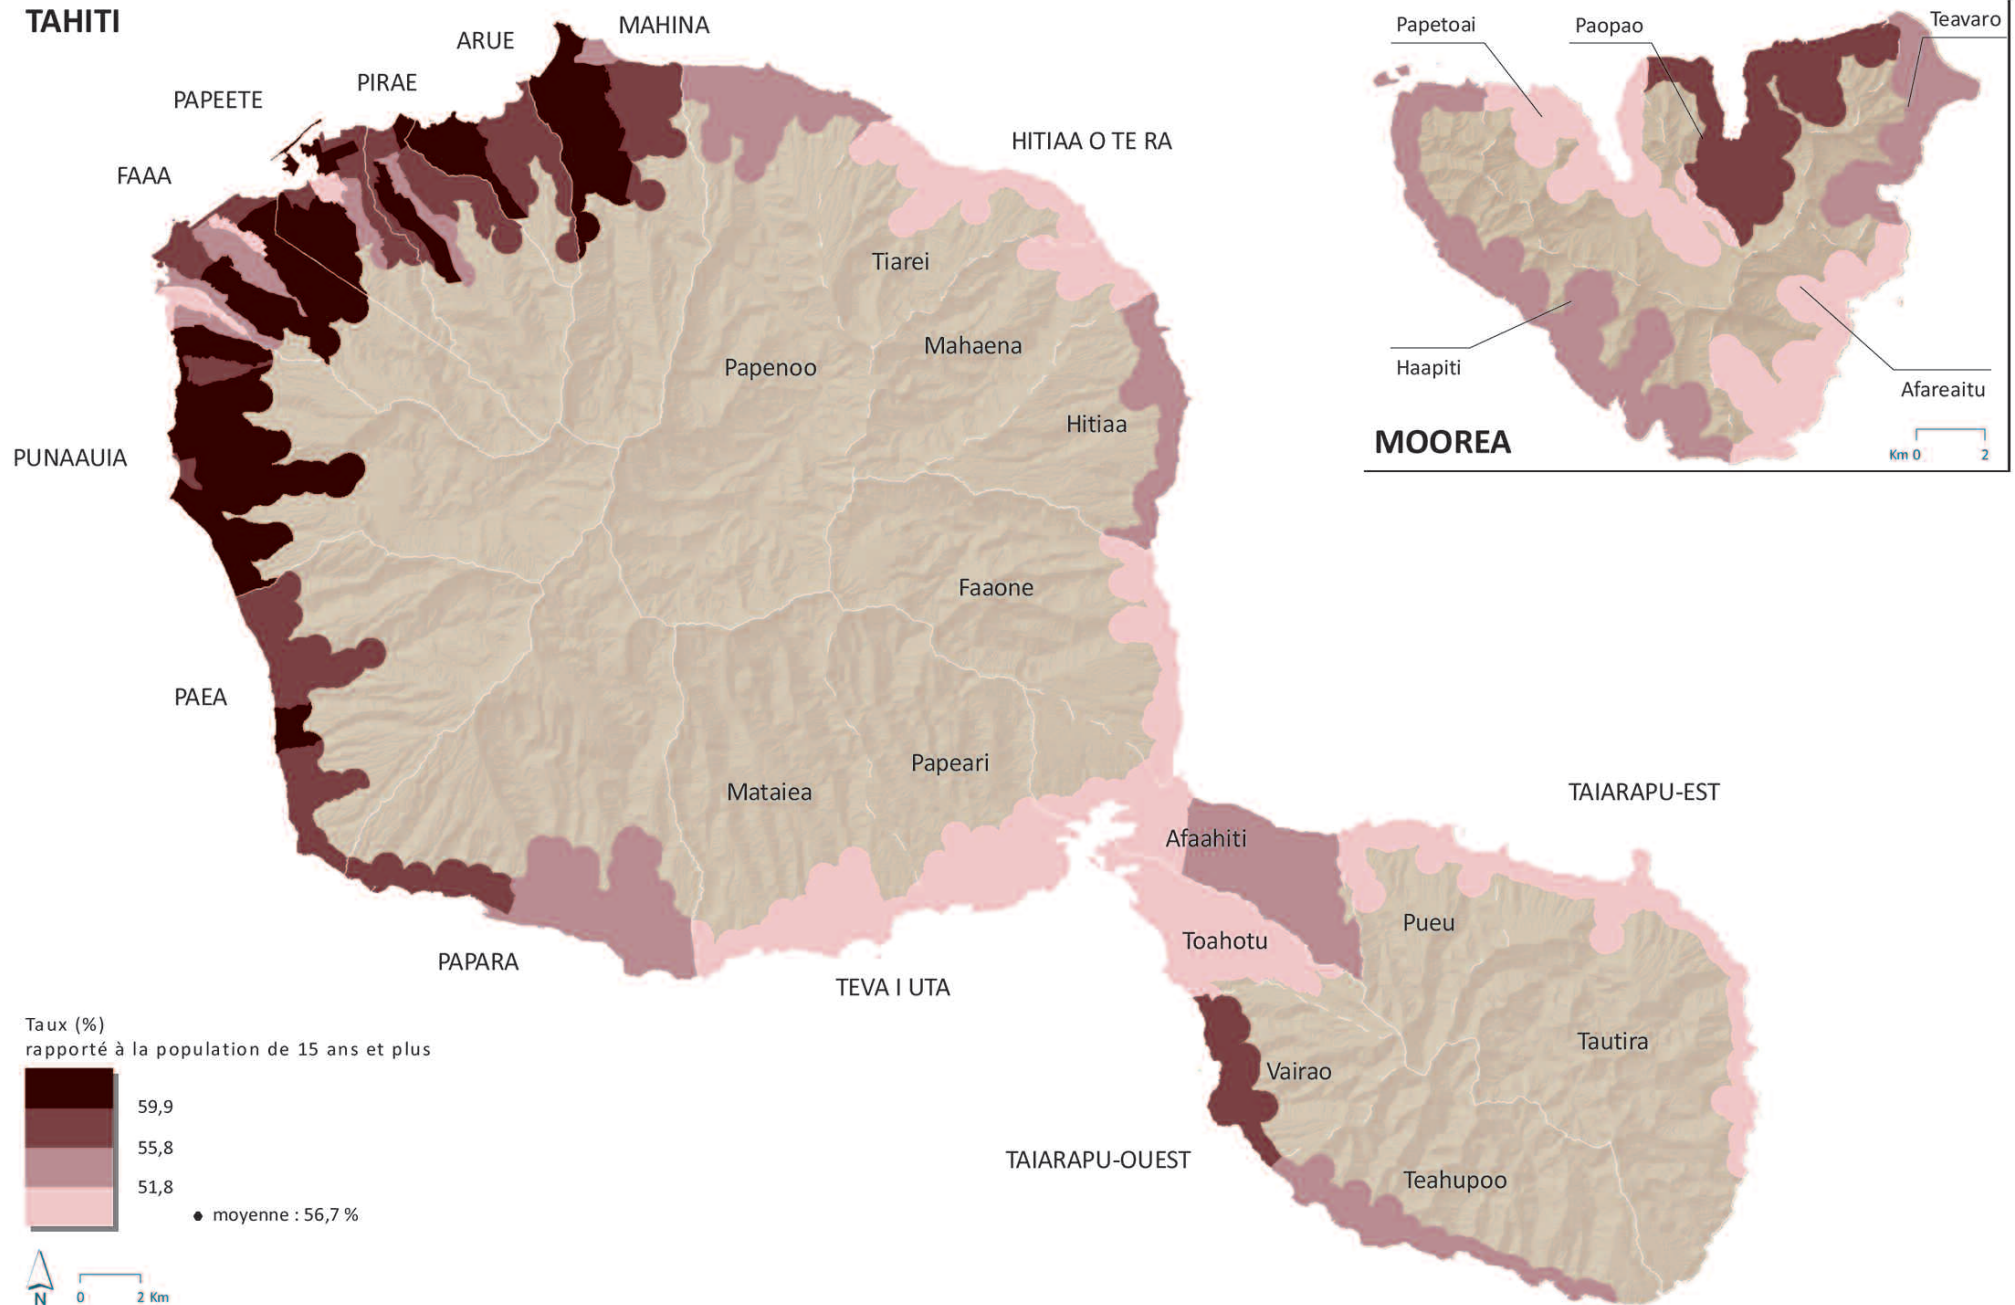 TAHITI
MAHINA
ARUE
PIRAE
PAPEETE
FAAA
HITIAA O TE RA
Tiarei
Mahaena
Papenoo
Hitiaa
PUNAAUIA
Faaone
PAEA
Papeari
Mataiea
PAPARA
TEVA I UTA
TAIARAPU-EST
Afaahiti
Pueu
Toahotu
Tautira
Vairao
TAIARAPU-OUEST
Teahupoo
Papetoai
Paopao
Teavaro
Haapiti
Afareaitu
MOOREA
Km 0 2
Taux (%)
rapporté à la population de 15 ans et plus
59,9
55,8
51,8
moyenne : 56,7 %
N
0 2 Km